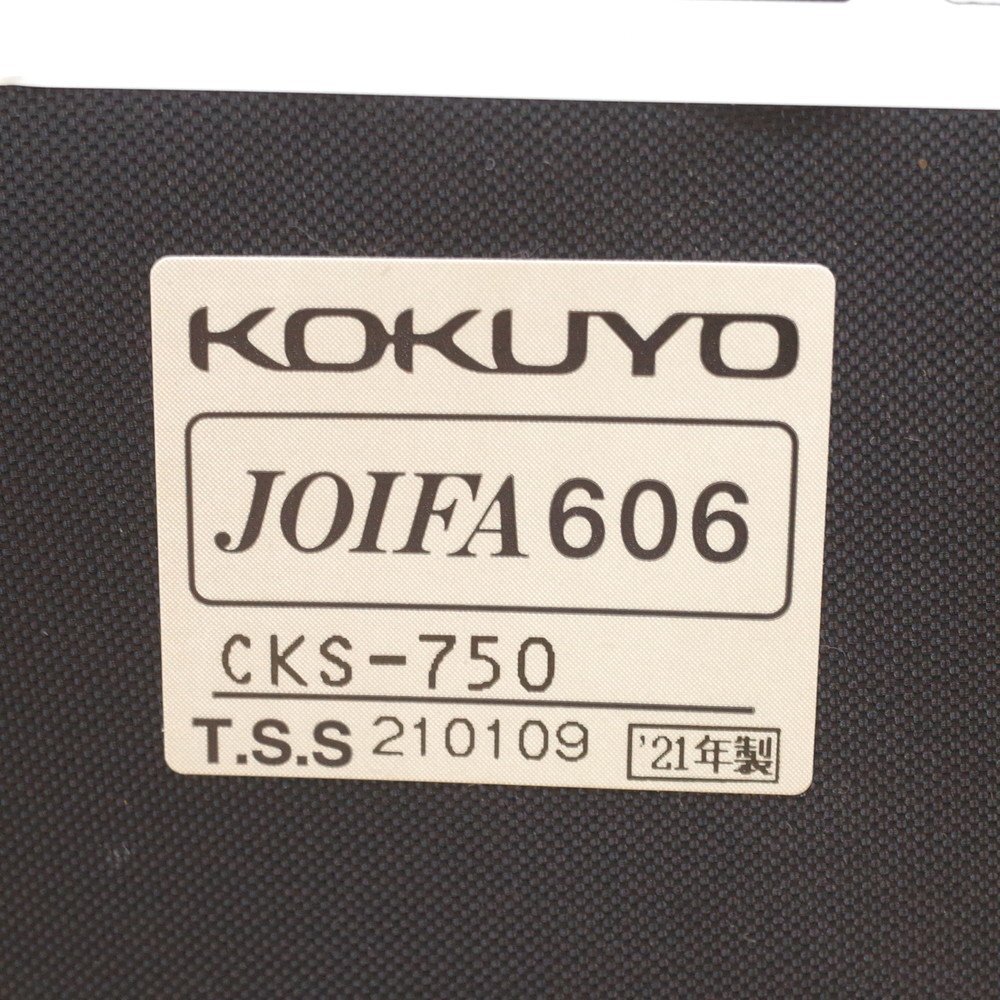 KOKUYO
JOIFA 606
CKS-750
T.S.S 210109 '21年製